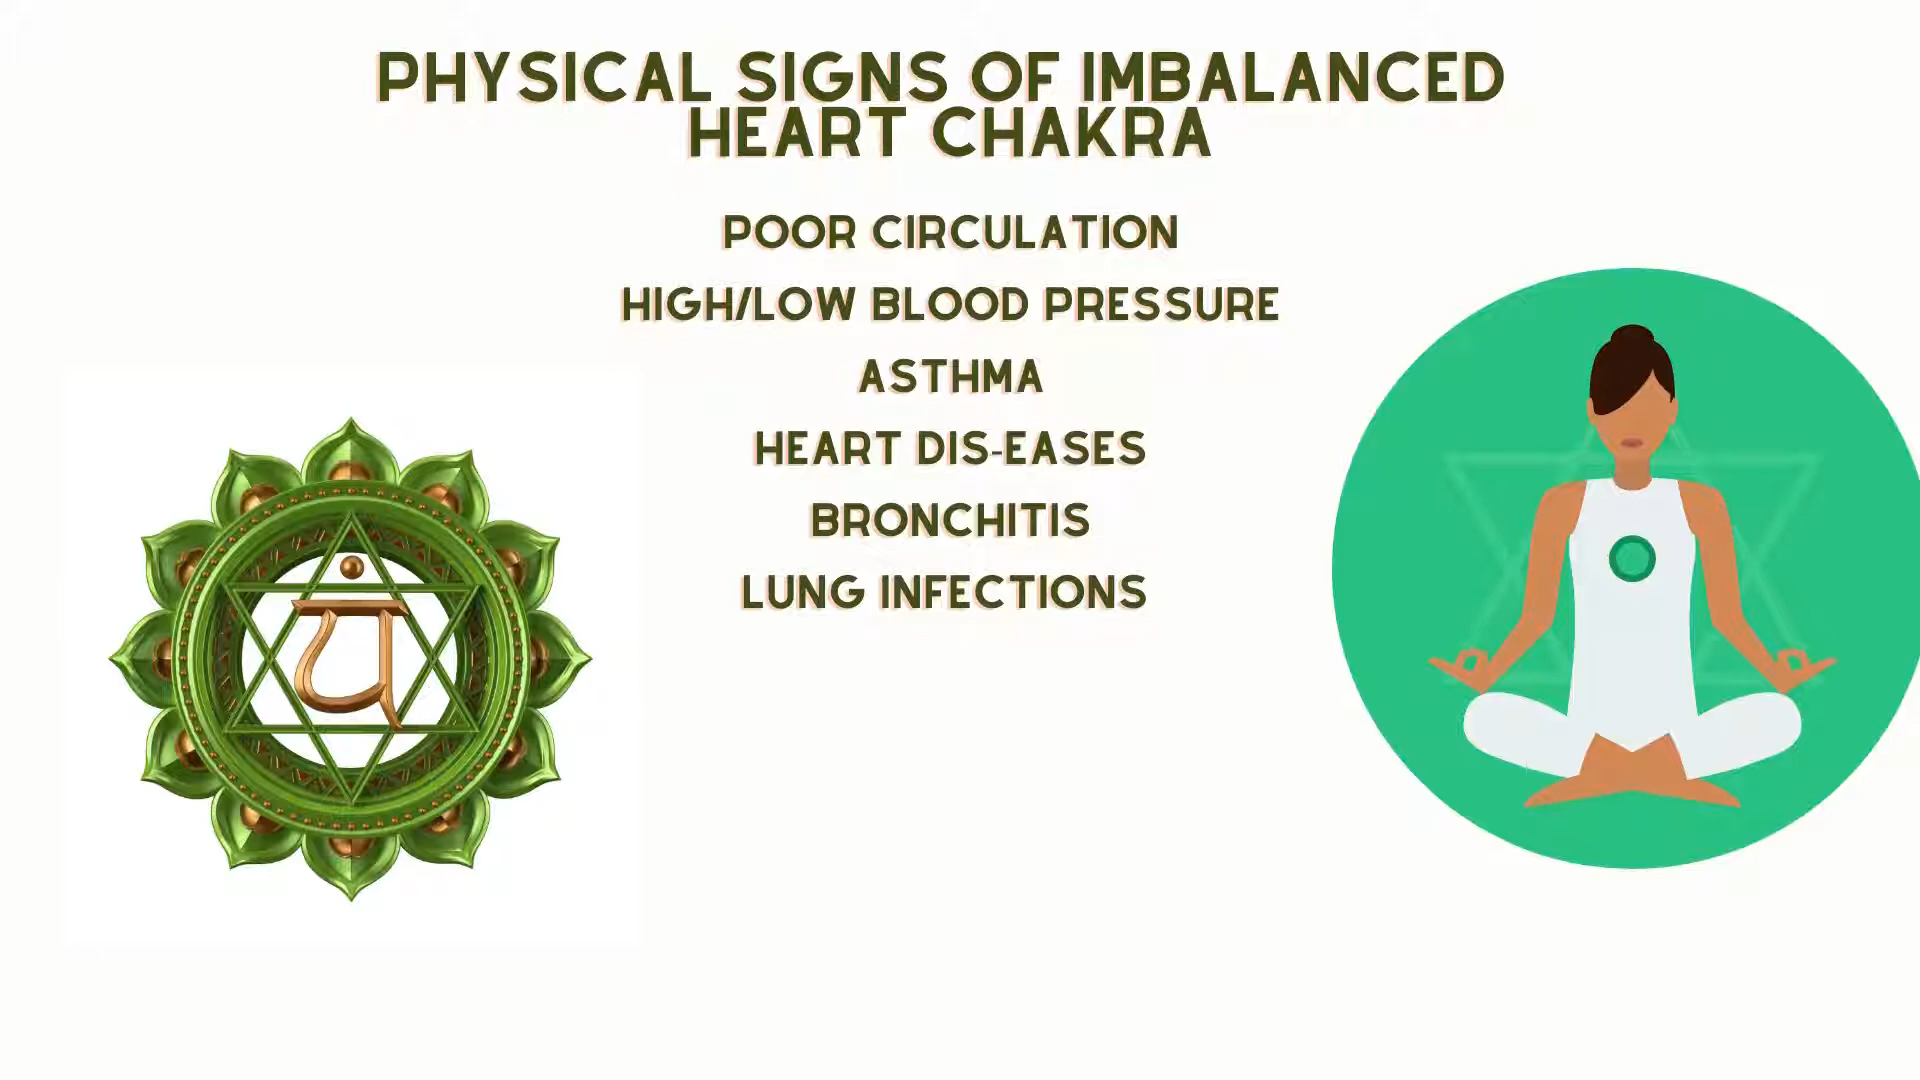 PHYSICAL SIGNS OF IMBALANCED
HEART CHAKRA
POOR CIRCULATION
HIGH/LOW BLOOD PRESSURE
ASTHMA
HEART DIS-EASES
BRONCHITIS
LUNG INFECTIONS
यं